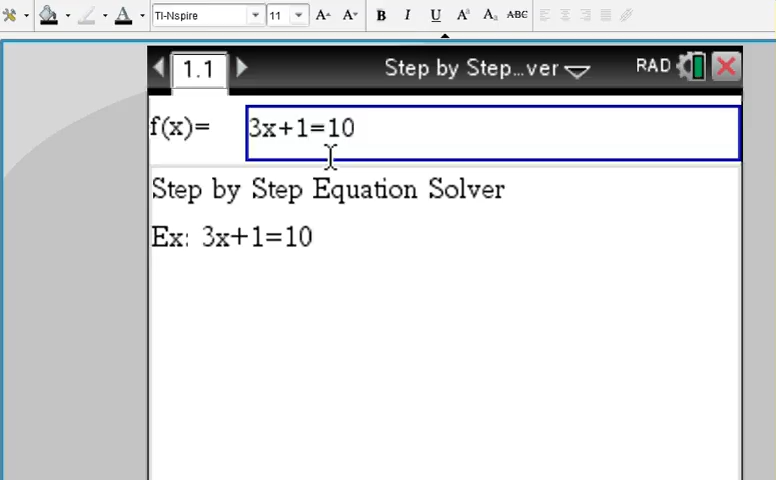 TI-Nspire 11 A A B I U A A ABC
1.1 Step by Step...ver RAD
f(x)= 3x+1=10
Step by Step Equation Solver
Ex: 3x+1=10